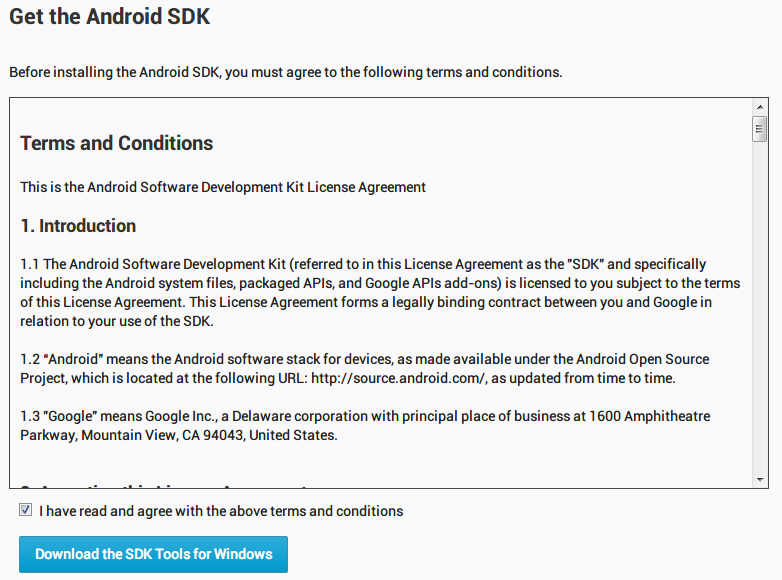 Get the Android SDK
Before installing the Android SDK, you must agree to the following terms and conditions.
Terms and Conditions
This is the Android Software Development Kit License Agreement
1. Introduction
1.1 The Android Software Development Kit (referred to in this License Agreement as the "SDK" and specifically
including the Android system files, packaged APIs, and Google APIs add-ons) is licensed to you subject to the terms
of this License Agreement. This License Agreement forms a legally binding contract between you and Google in
relation to your use of the SDK.
1.2 “Android” means the Android software stack for devices, as made available under the Android Open Source
Project, which is located at the following URL: http://source.android.com/, as updated from time to time.
1.3 "Google" means Google Inc., a Delaware corporation with principal place of business at 1600 Amphitheatre
Parkway, Mountain View, CA 94043, United States.
I have read and agree with the above terms and conditions
Download the SDK Tools for Windows